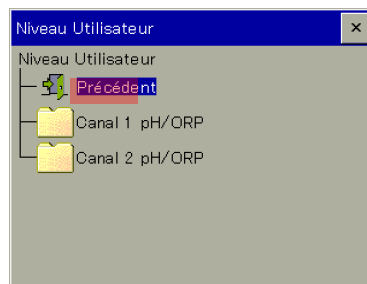 Niveau Utilisateur
Niveau Utilisateur
Précédent
Canal 1 pH/ORP
Canal 2 pH/ORP